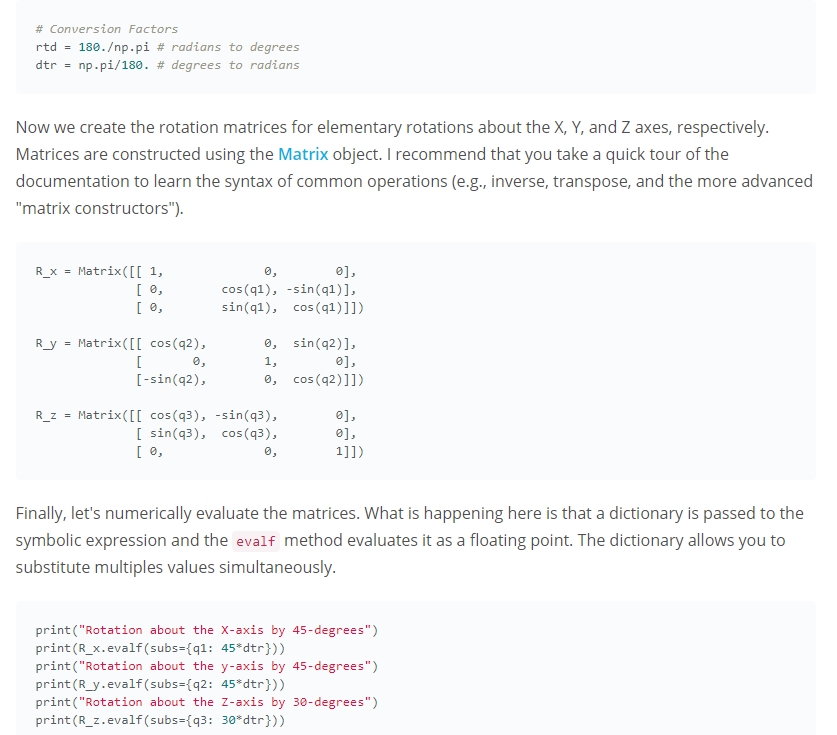 # Conversion Factors
rtd = 180./np.pi # radians to degrees
dtr = np.pi/180. # degrees to radians
Now we create the rotation matrices for elementary rotations about the X, Y, and Z axes, respectively.
Matrices are constructed using the Matrix object. I recommend that you take a quick tour of the
documentation to learn the syntax of common operations (e.g., inverse, transpose, and the more advanced
"matrix constructors").
R_x = Matrix([[ 1,              0,        0],
              [ 0,        cos(q1), -sin(q1)],
              [ 0,        sin(q1),  cos(q1)]])
R_y = Matrix([[ cos(q2),        0,  sin(q2)],
              [       0,        1,        0],
              [-sin(q2),        0,  cos(q2)]])
R_z = Matrix([[ cos(q3), -sin(q3),        0],
              [ sin(q3),  cos(q3),        0],
              [ 0,              0,        1]])
Finally, let's numerically evaluate the matrices. What is happening here is that a dictionary is passed to the
symbolic expression and the evalf method evaluates it as a floating point. The dictionary allows you to
substitute multiples values simultaneously.
print("Rotation about the X-axis by 45-degrees")
print(R_x.evalf(subs={q1: 45*dtr}))
print("Rotation about the y-axis by 45-degrees")
print(R_y.evalf(subs={q2: 45*dtr}))
print("Rotation about the Z-axis by 30-degrees")
print(R_z.evalf(subs={q3: 30*dtr}))